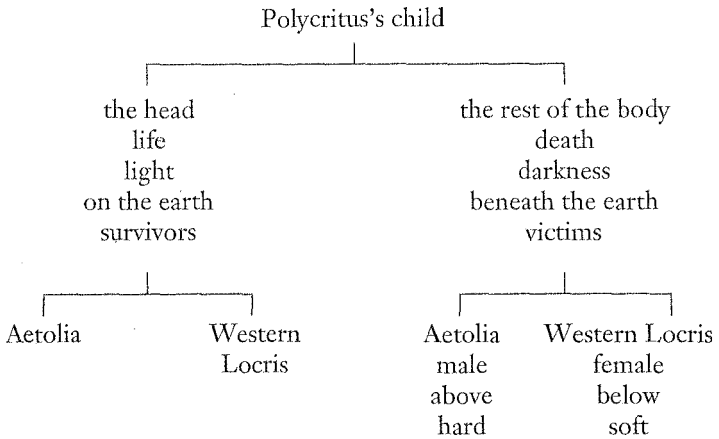 Polycritus's child
the head
life
light
on the earth
survivors
the rest of the body
death
darkness
beneath the earth
victims
Aetolia
Western
Locris
Aetolia
male
above
hard
Western Locris
female
below
soft